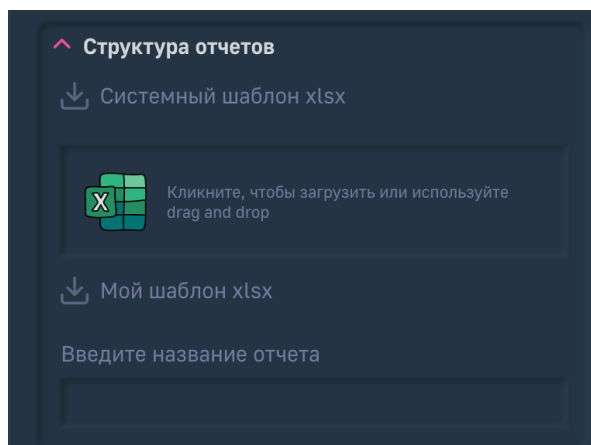 Структура отчетов
Системный шаблон xlsx
X
Кликните, чтобы загрузить или используйте
drag and drop
Мой шаблон xlsx
Введите название отчета